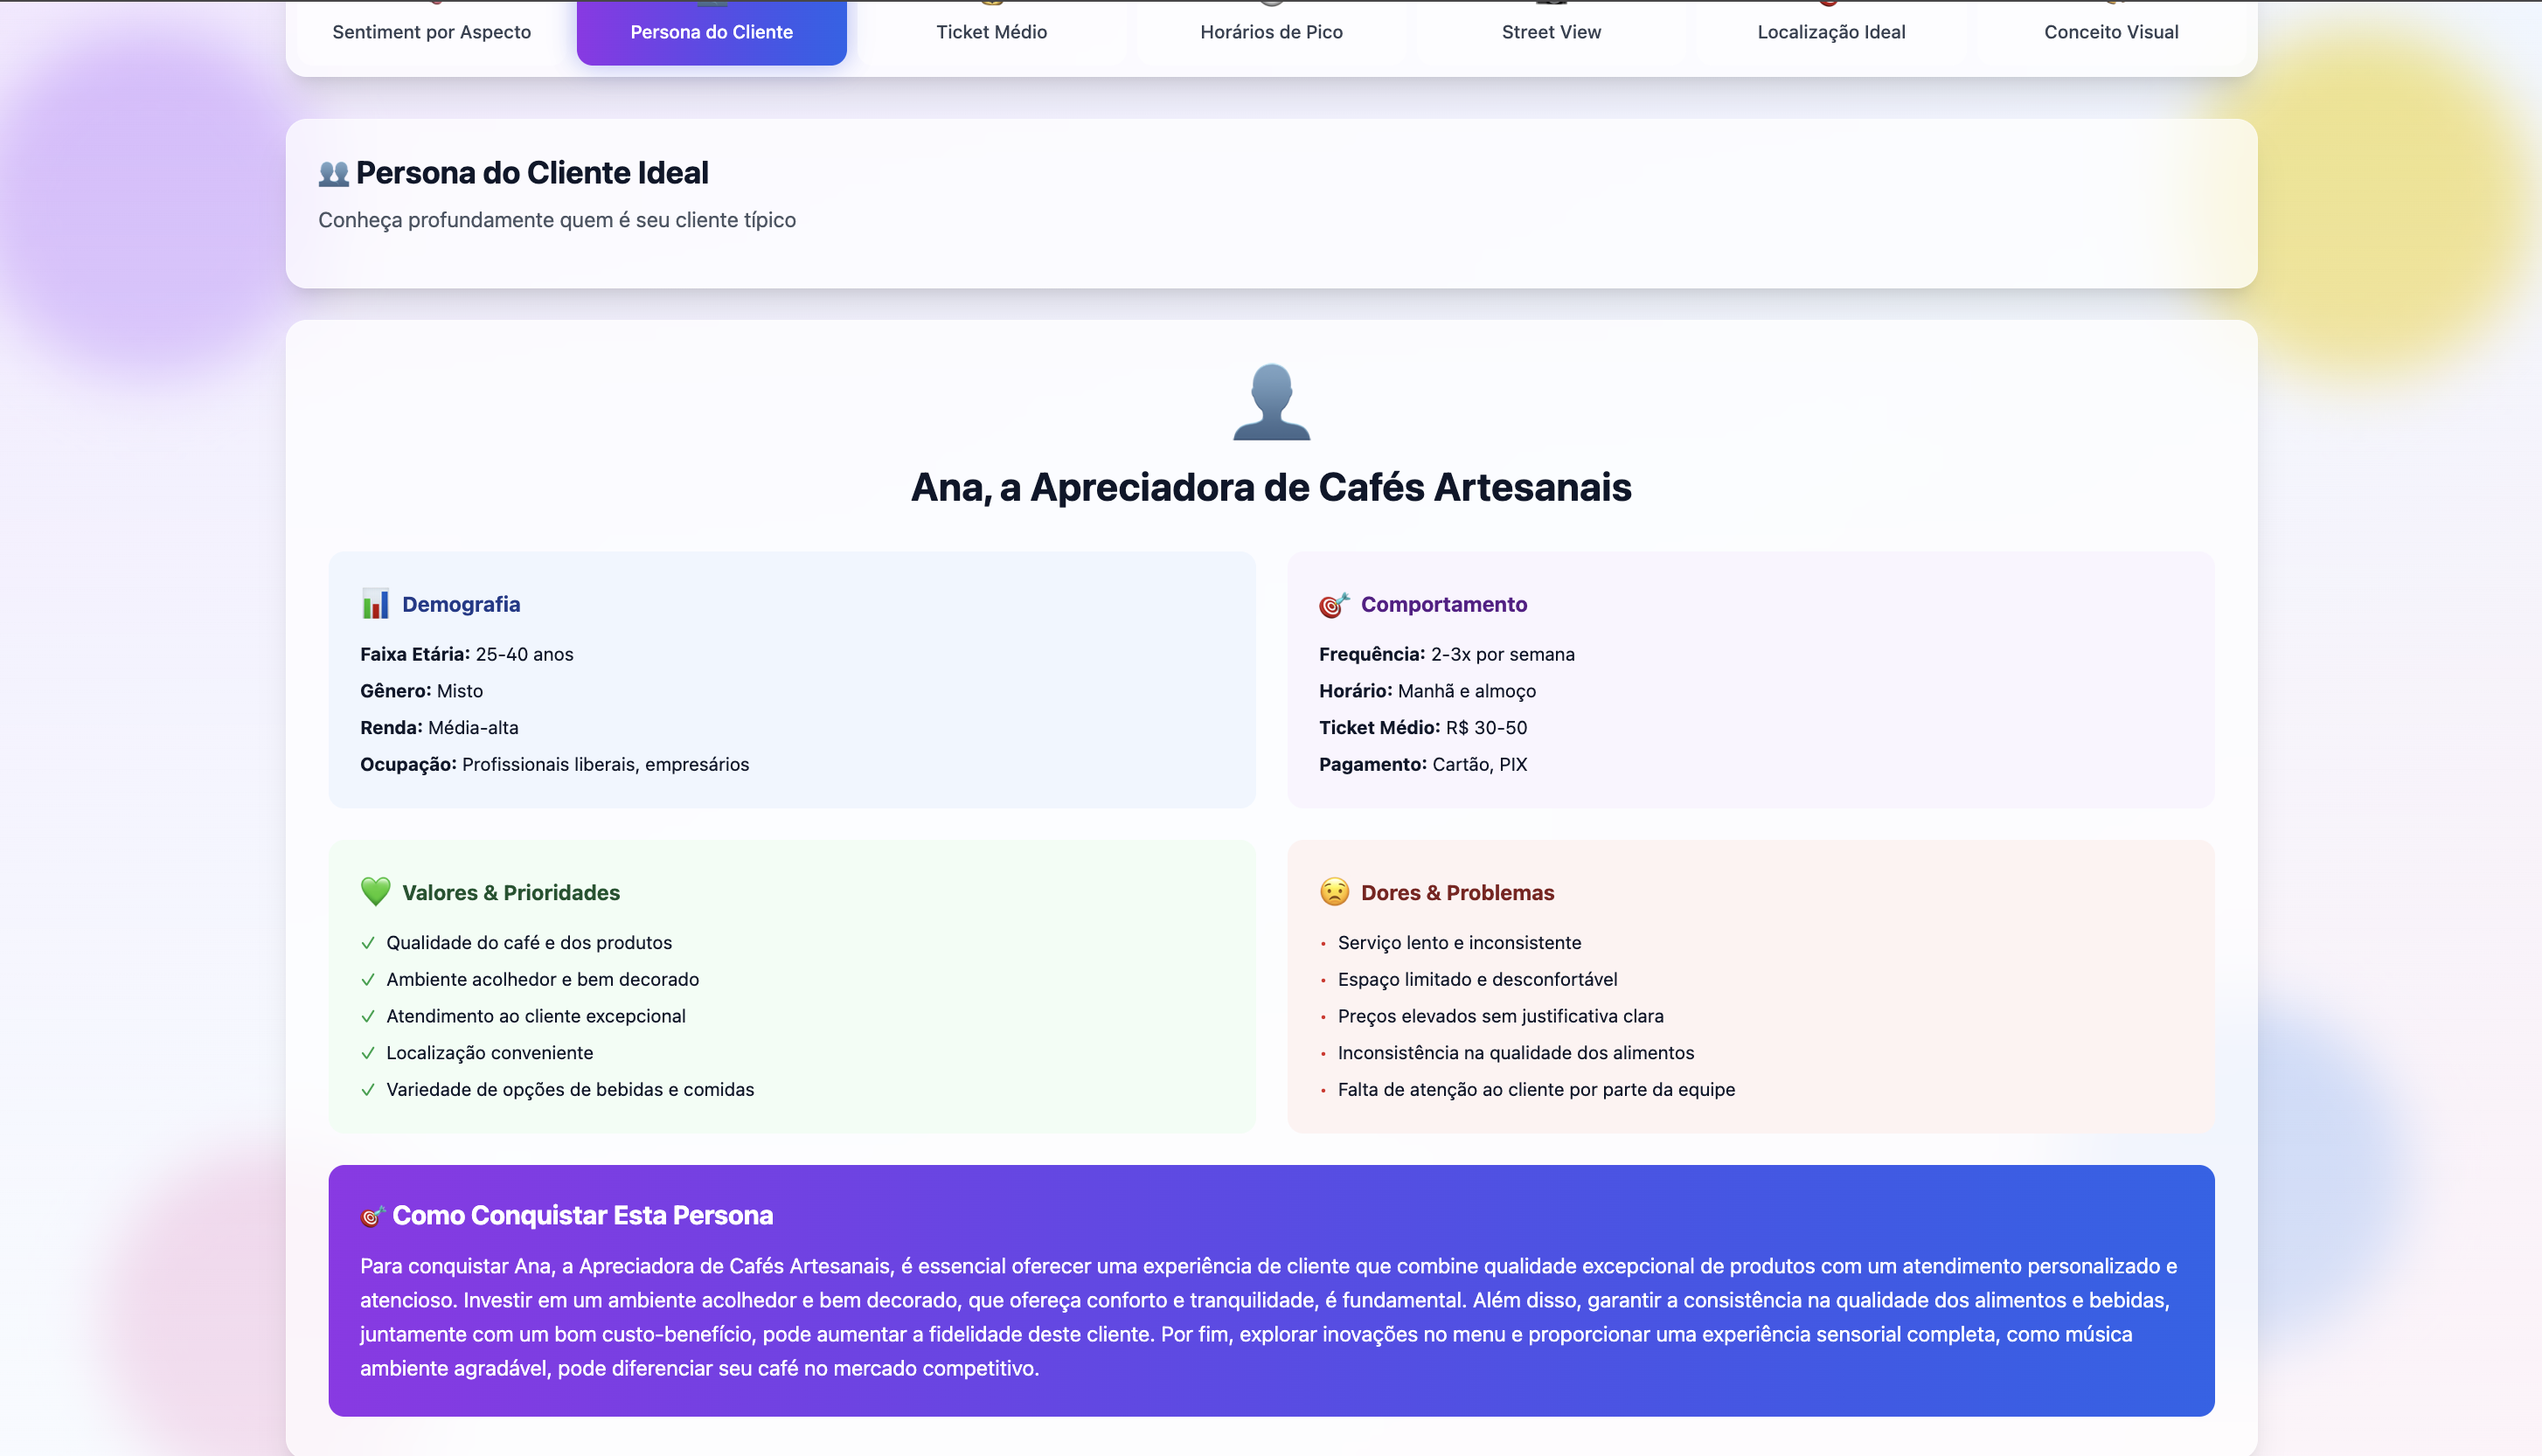 Sentiment por Aspecto
Persona do Cliente
Ticket Médio
Horários de Pico
Street View
Localização Ideal
Conceito Visual
Persona do Cliente Ideal
Conheça profundamente quem é seu cliente típico
Ana, a Apreciadora de Cafés Artesanais
Demografia
Faixa Etária: 25-40 anos
Gênero: Misto
Renda: Média-alta
Ocupação: Profissionais liberais, empresários
Comportamento
Frequência: 2-3x por semana
Horário: Manhã e almoço
Ticket Médio: R$ 30-50
Pagamento: Cartão, PIX
Valores & Prioridades
✓ Qualidade do café e dos produtos
✓ Ambiente acolhedor e bem decorado
✓ Atendimento ao cliente excepcional
✓ Localização conveniente
✓ Variedade de opções de bebidas e comidas
Dores & Problemas
• Serviço lento e inconsistente
• Espaço limitado e desconfortável
• Preços elevados sem justificativa clara
• Inconsistência na qualidade dos alimentos
• Falta de atenção ao cliente por parte da equipe
Como Conquistar Esta Persona
Para conquistar Ana, a Apreciadora de Cafés Artesanais, é essencial oferecer uma experiência de cliente que combine qualidade excepcional de produtos com um atendimento personalizado e
atencioso. Investir em um ambiente acolhedor e bem decorado, que ofereça conforto e tranquilidade, é fundamental. Além disso, garantir a consistência na qualidade dos alimentos e bebidas,
juntamente com um bom custo-benefício, pode aumentar a fidelidade deste cliente. Por fim, explorar inovações no menu e proporcionar uma experiência sensorial completa, como música
ambiente agradável, pode diferenciar seu café no mercado competitivo.